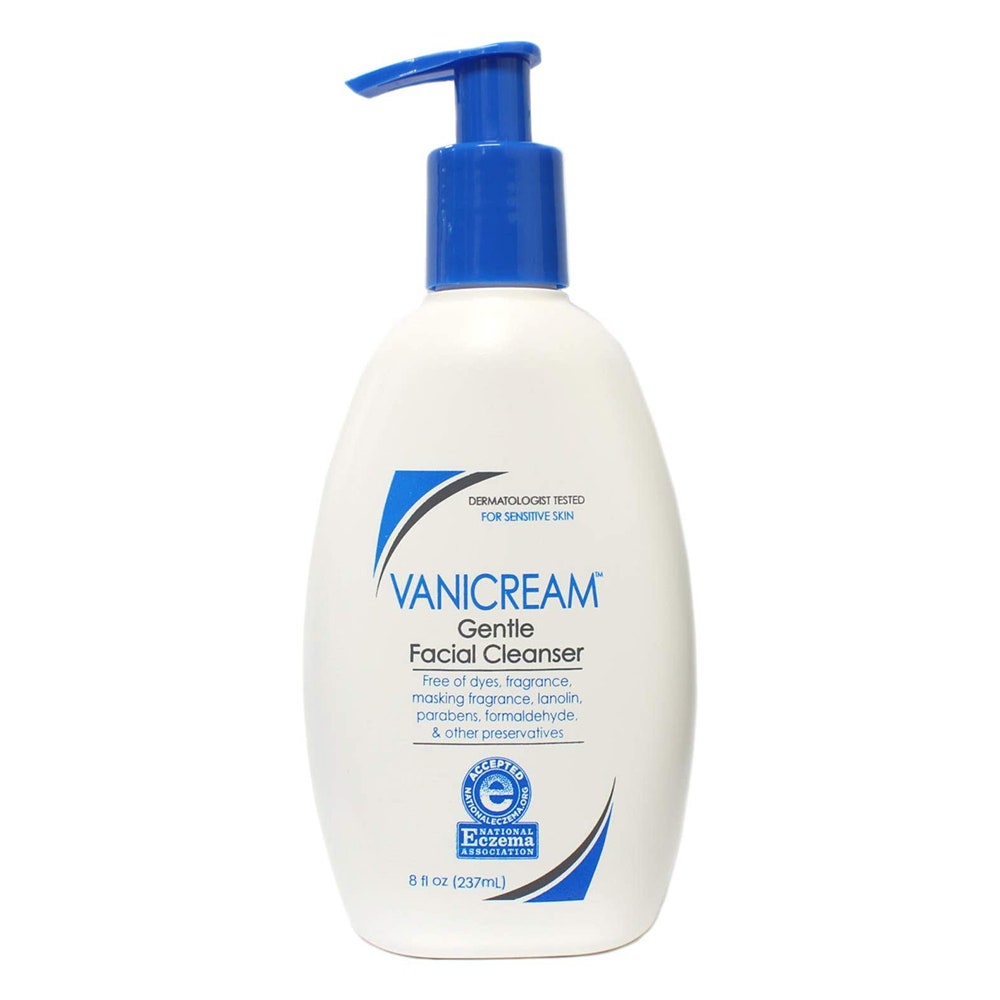 DERMATOLOGIST TESTED
FOR SENSITIVE SKIN
VANICREAM™
Gentle
Facial Cleanser
Free of dyes, fragrance,
masking fragrance, lanolin,
parabens, formaldehyde,
& other preservatives
ACCEPTED
NATIONALECZEMA.ORG
e
NATIONAL
Eczema
ASSOCIATION
8 fl oz (237mL)